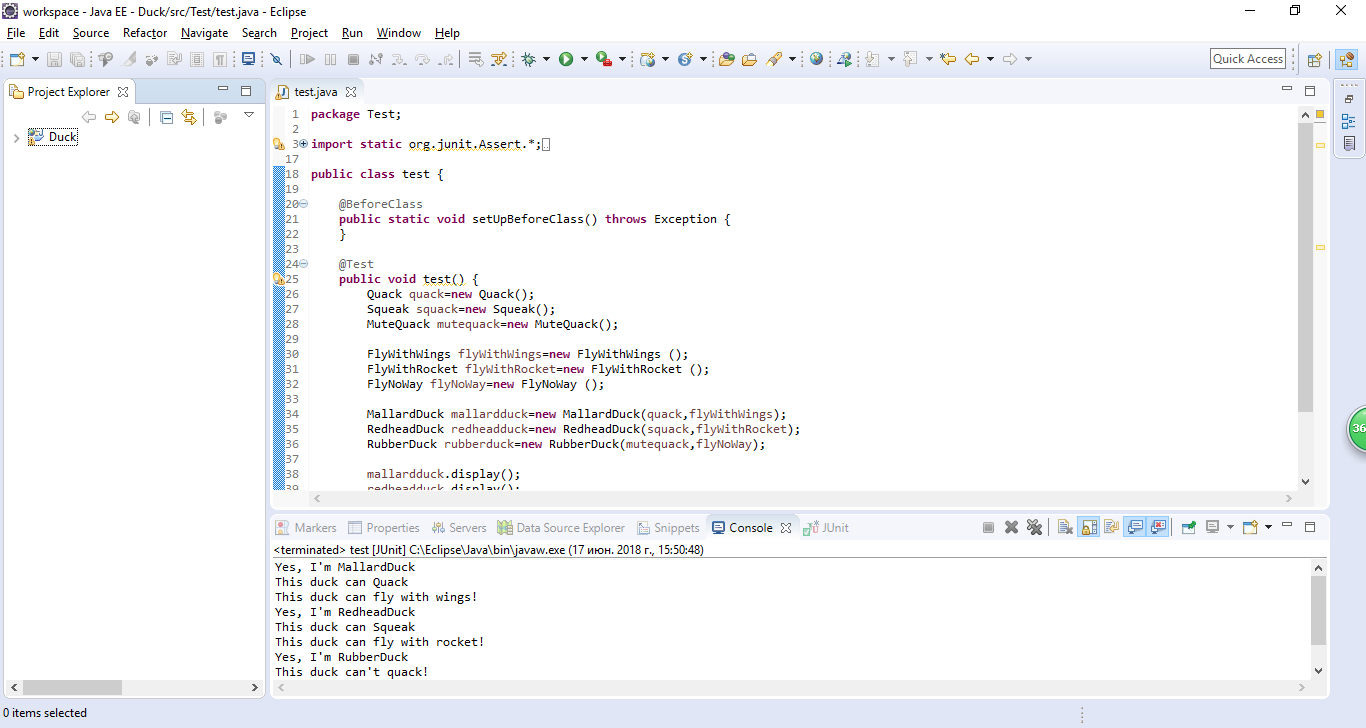 workspace - Java EE - Duck/src/Test/test.java - Eclipse
File Edit Source Refactor Navigate Search Project Run Window Help
Quick Access
Project Explorer
Duck
test.java
1 package Test;
2
3 import static org.junit.Assert.*;
17
18 public class test {
19
20 @BeforeClass
21 public static void setUpBeforeClass() throws Exception {
22 }
23
24 @Test
25 public void test() {
26 Quack quack=new Quack();
27 Squeak squack=new Squeak();
28 MuteQuack mutequack=new MuteQuack();
29
30 FlyWithWings flyWithWings=new FlyWithWings ();
31 FlyWithRocket flyWithRocket=new FlyWithRocket ();
32 FlyNoWay flyNoWay=new FlyNoWay ();
33
34 MallardDuck mallardduck=new MallardDuck(quack,flyWithWings);
35 RedheadDuck redheadduck=new RedheadDuck(squack,flyWithRocket);
36 RubberDuck rubberduck=new RubberDuck(mutequack,flyNoWay);
37
38 mallardduck.display();
39 redheadduck.display();
36
Markers Properties Servers Data Source Explorer Snippets Console JUnit
<terminated> test [JUnit] C:\Eclipse\Java\bin\javaw.exe (17 июн. 2018 г., 15:50:48)
Yes, I'm MallardDuck
This duck can Quack
This duck can fly with wings!
Yes, I'm RedheadDuck
This duck can Squeak
This duck can fly with rocket!
Yes, I'm RubberDuck
This duck can't quack!
0 items selected